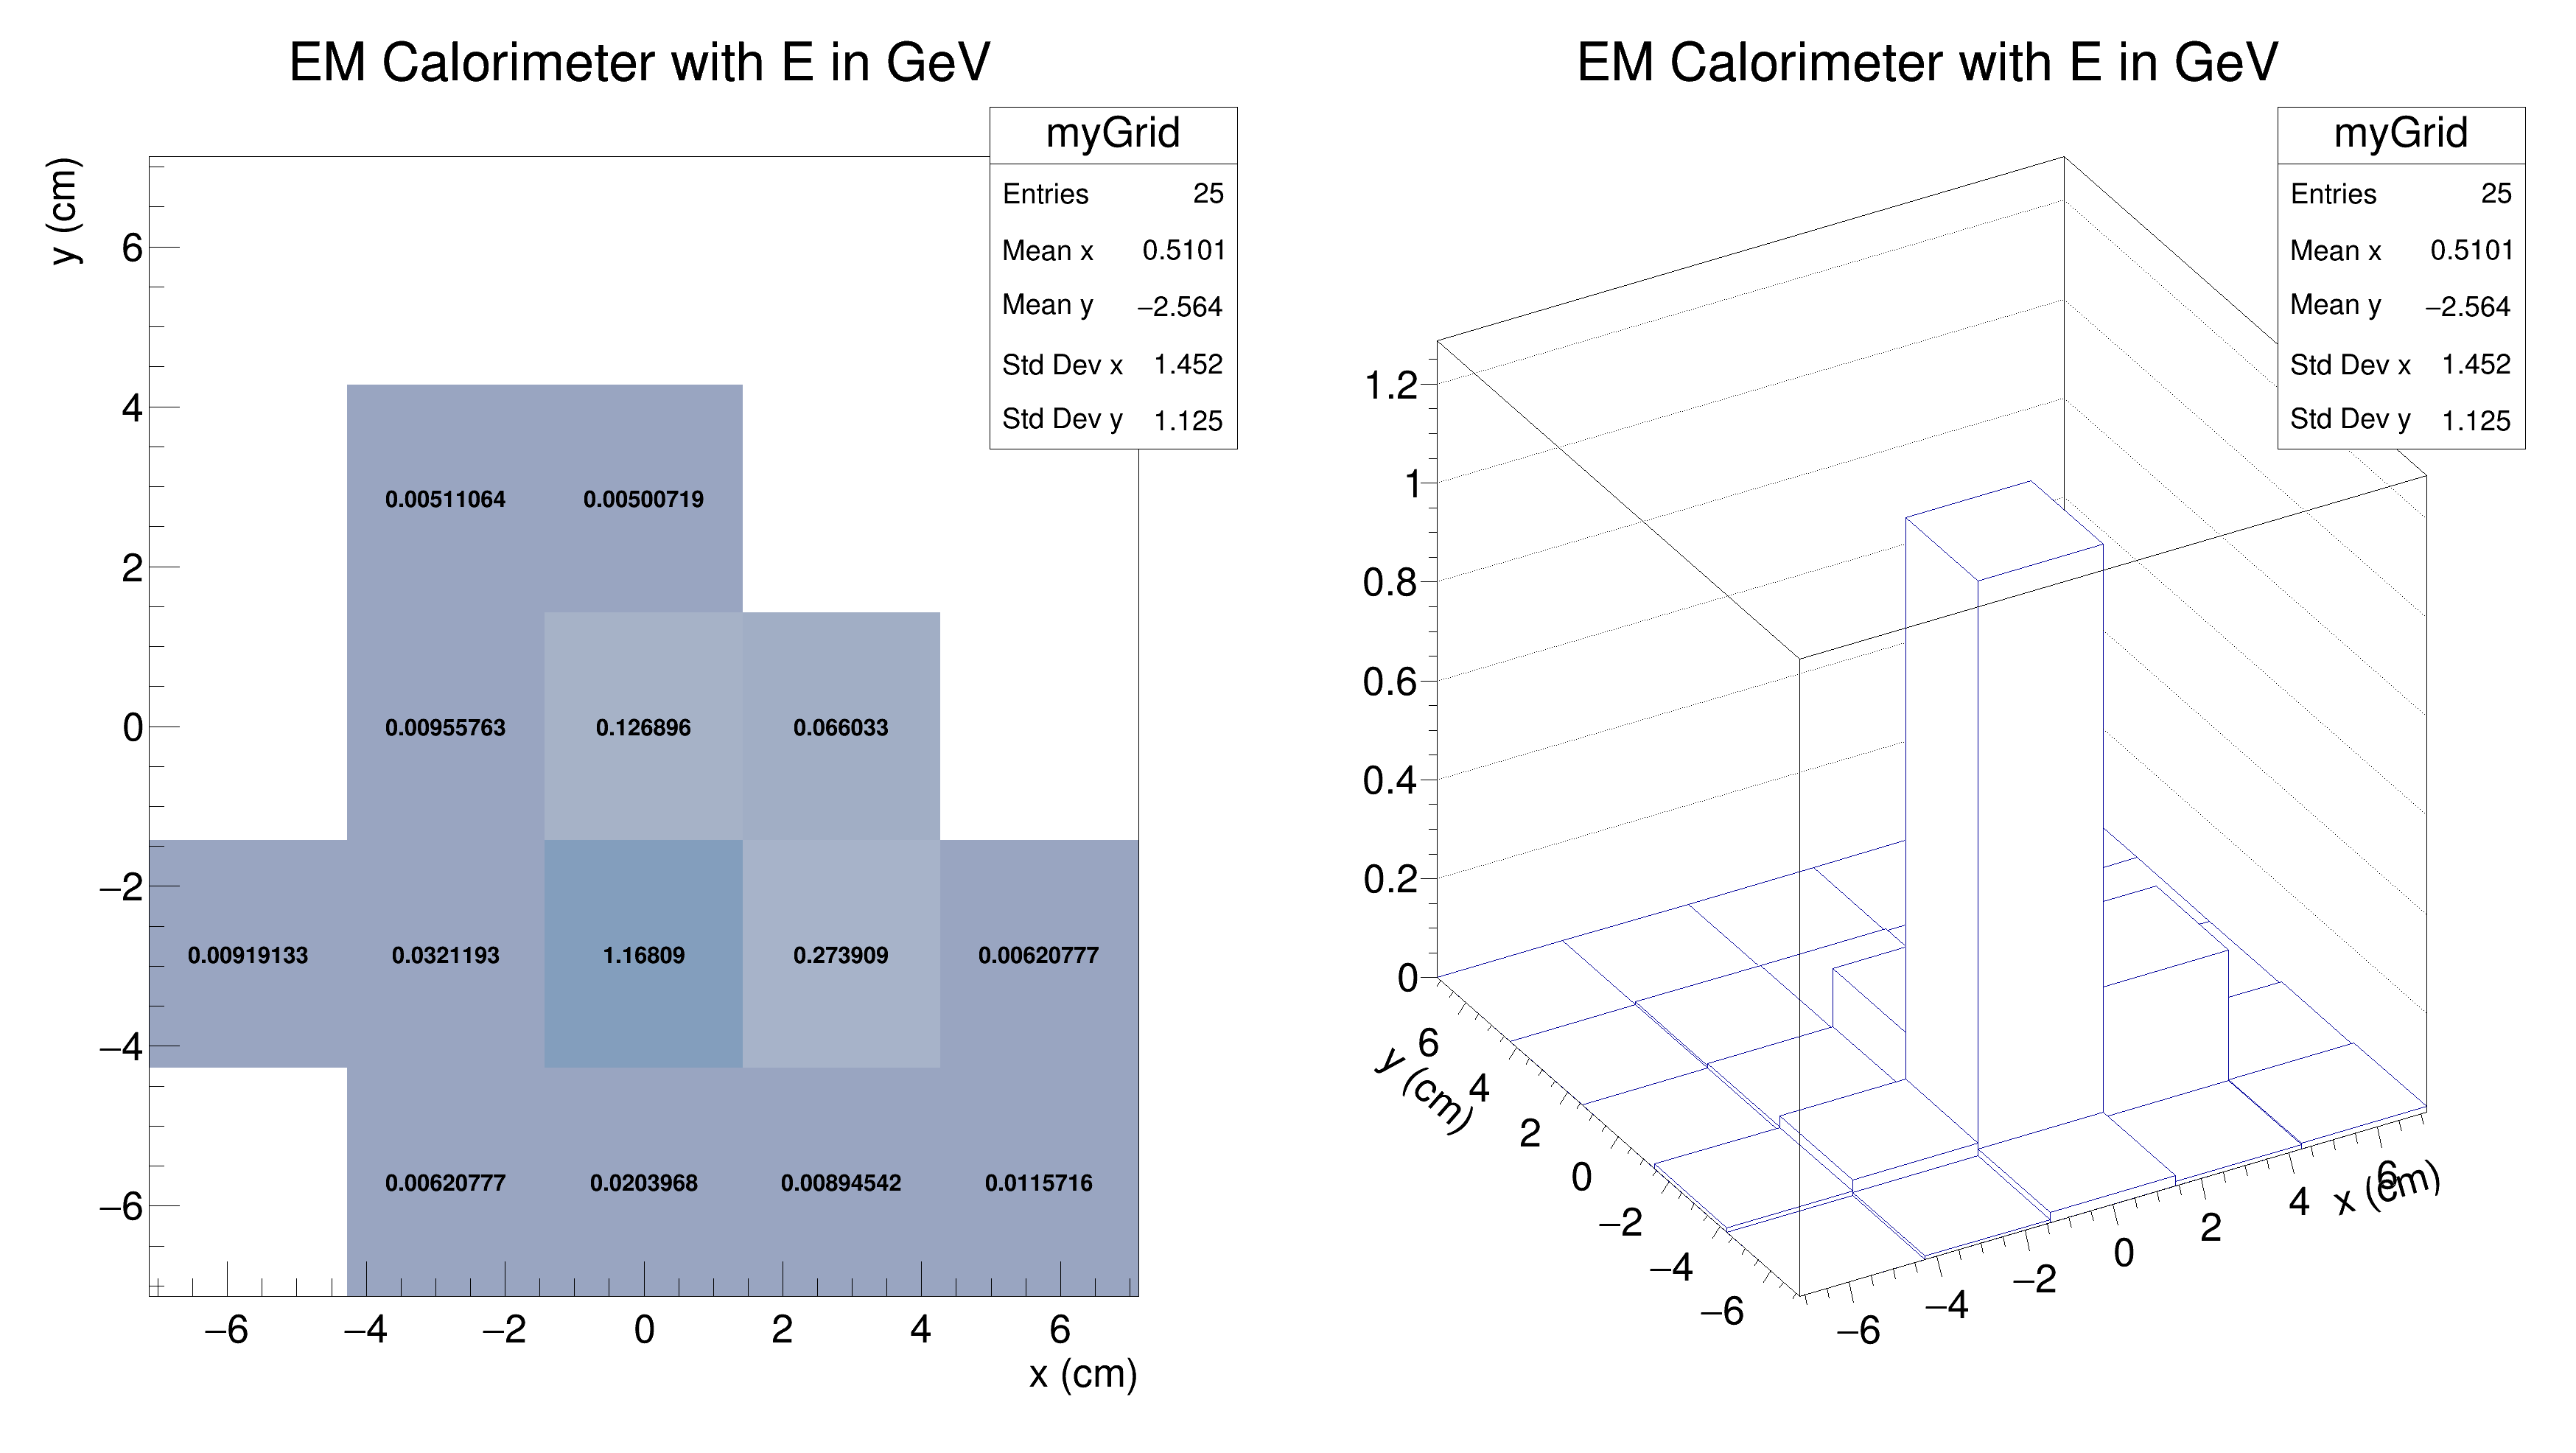 EM Calorimeter with E in GeV
myGrid
Entries 25
Mean x 0.5101
Mean y −2.564
Std Dev x 1.452
Std Dev y 1.125
y (cm)
6
4
2
0
−2
−4
−6
0.00511064 0.00500719
0.00955763 0.126896 0.066033
0.00919133 0.0321193 1.16809 0.273909 0.00620777
0.00620777 0.0203968 0.00894542 0.0115716
−6 −4 −2 0 2 4 6
x (cm)
EM Calorimeter with E in GeV
myGrid
Entries 25
Mean x 0.5101
Mean y −2.564
Std Dev x 1.452
Std Dev y 1.125
1.2
1
0.8
0.6
0.4
0.2
0
y (cm)
6
4
2
0
−2
−4
−6
−6 −4 −2 0 2 4 6
x (cm)